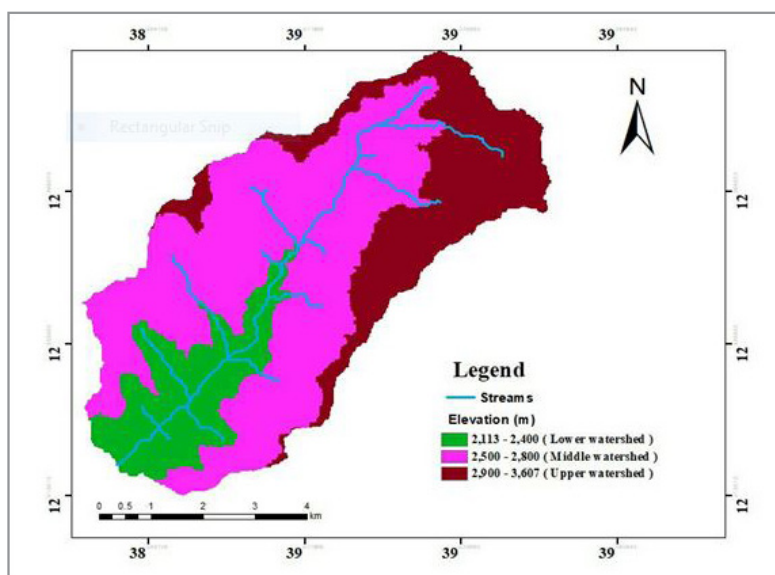 38 39 39 39
N
Rectangular Snip
12 12
12 12
Legend
Streams
Elevation (m)
2,113 - 2,400 ( Lower watershed )
2,500 - 2,800 ( Middle watershed )
2,900 - 3,607 ( Upper watershed )
12 12
0 0.5 1 2 3 4
km
38 39 39 39